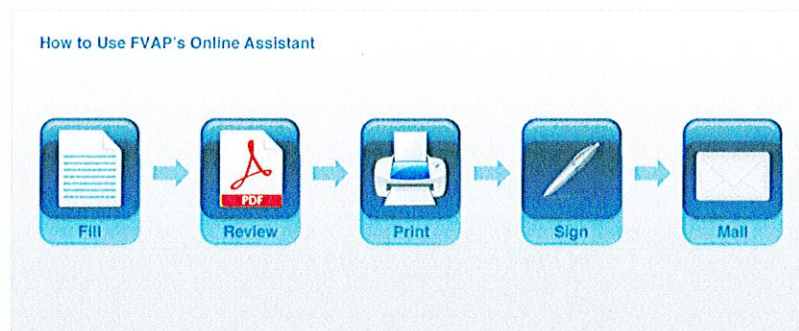 How to Use FVAP's Online Assistant
PDF
Fill
Review
Print
Sign
Mail